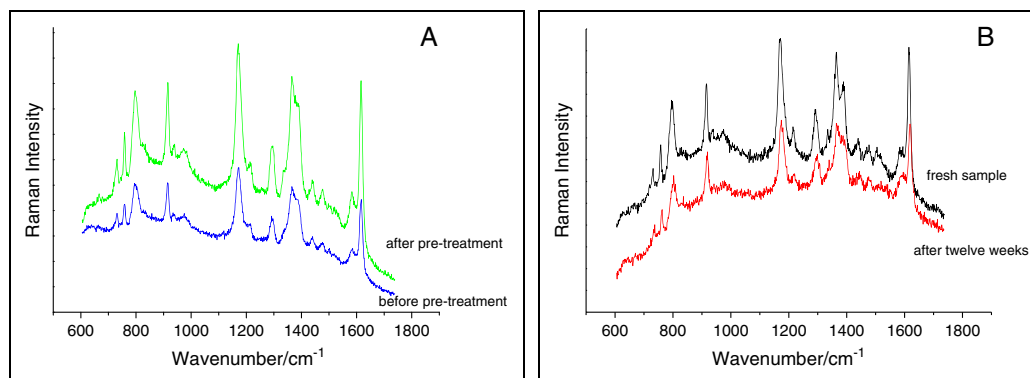 A
Raman Intensity
after pre-treatment
before pre-treatment
600 800 1000 1200 1400 1600 1800
Wavenumber/cm⁻¹
B
Raman Intensity
fresh sample
after twelve weeks
600 800 1000 1200 1400 1600 1800
Wavenumber/cm⁻¹